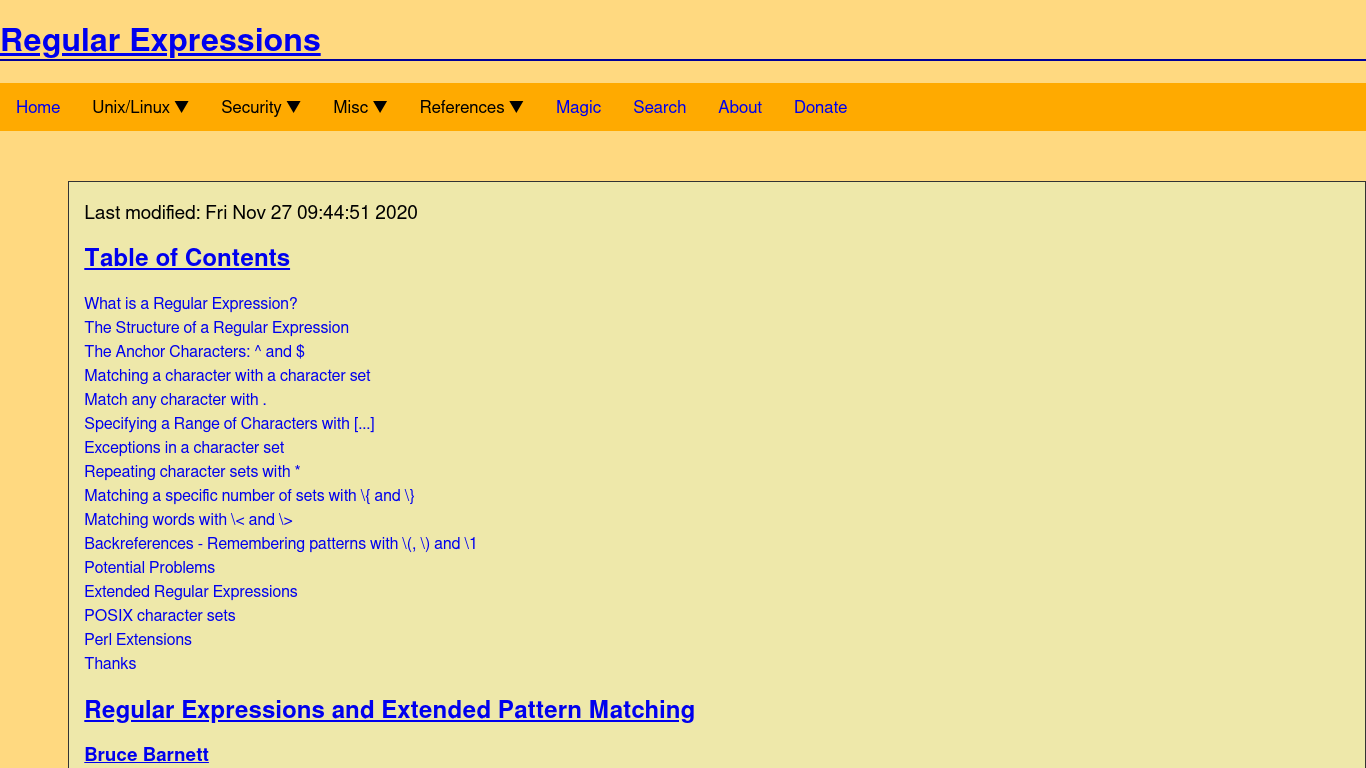 Regular Expressions
Home Unix/Linux ▼ Security ▼ Misc ▼ References ▼ Magic Search About Donate
Last modified: Fri Nov 27 09:44:51 2020
Table of Contents
What is a Regular Expression?
The Structure of a Regular Expression
The Anchor Characters: ^ and $
Matching a character with a character set
Match any character with .
Specifying a Range of Characters with [...]
Exceptions in a character set
Repeating character sets with *
Matching a specific number of sets with \{ and \}
Matching words with \< and \>
Backreferences - Remembering patterns with \(, \) and \1
Potential Problems
Extended Regular Expressions
POSIX character sets
Perl Extensions
Thanks
Regular Expressions and Extended Pattern Matching
Bruce Barnett